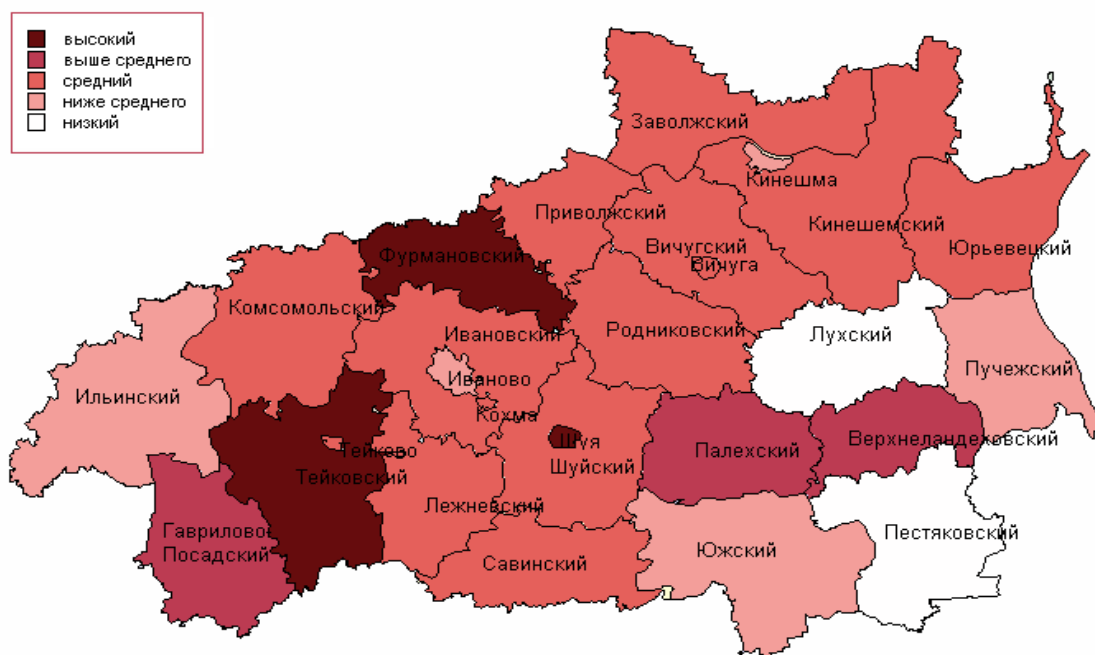 высокий
выше среднего
средний
ниже среднего
низкий
Заволжский
Кинешма
Приволжский
Кинешемский
Вичугский
Вичуга
Юрьевецкий
Фурмановский
Комсомольский
Ивановский
Родниковский
Лухский
Пучежский
Иваново
Ильинский
Кохма
Шуя
Шуйский
Тейково
Тейковский
Палехский
Верхнеландеховский
Лежневский
Гаврилово
Посадский
Савинский
Южский
Пестяковский